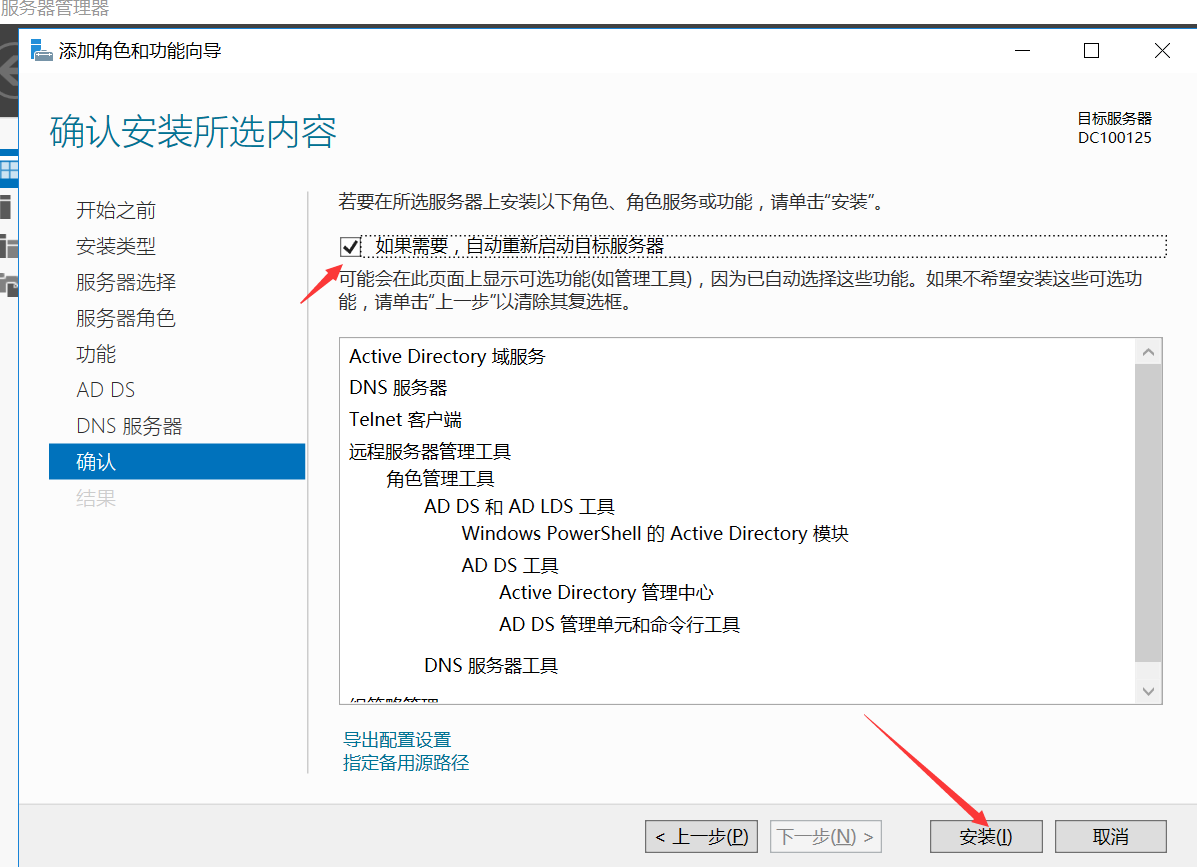 服务器管理器
添加角色和功能向导
确认安装所选内容
目标服务器
DC100125
开始之前
安装类型
服务器选择
服务器角色
功能
AD DS
DNS 服务器
确认
结果
若要在所选服务器上安装以下角色、角色服务或功能，请单击"安装"。
如果需要，自动重新启动目标服务器
可能会在此页面上显示可选功能(如管理工具)，因为已自动选择这些功能。如果不希望安装这些可选功
能，请单击"上一步"以清除其复选框。
Active Directory 域服务
DNS 服务器
Telnet 客户端
远程服务器管理工具
角色管理工具
AD DS 和 AD LDS 工具
Windows PowerShell 的 Active Directory 模块
AD DS 工具
Active Directory 管理中心
AD DS 管理单元和命令行工具
DNS 服务器工具
组策略管理
导出配置设置
指定备用源路径
< 上一步(P)
下一步(N) >
安装(I)
取消